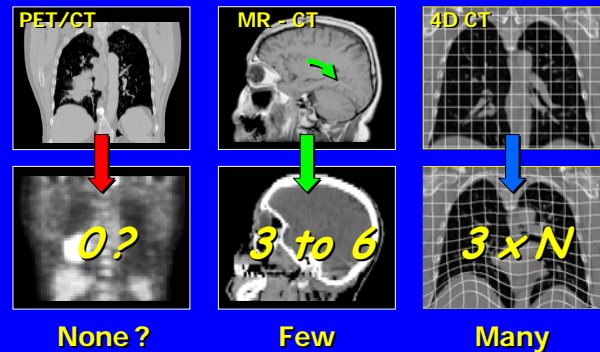 PET/CT
MR - CT
4D CT
0 ?
3 to 6
3 x N
None ?
Few
Many